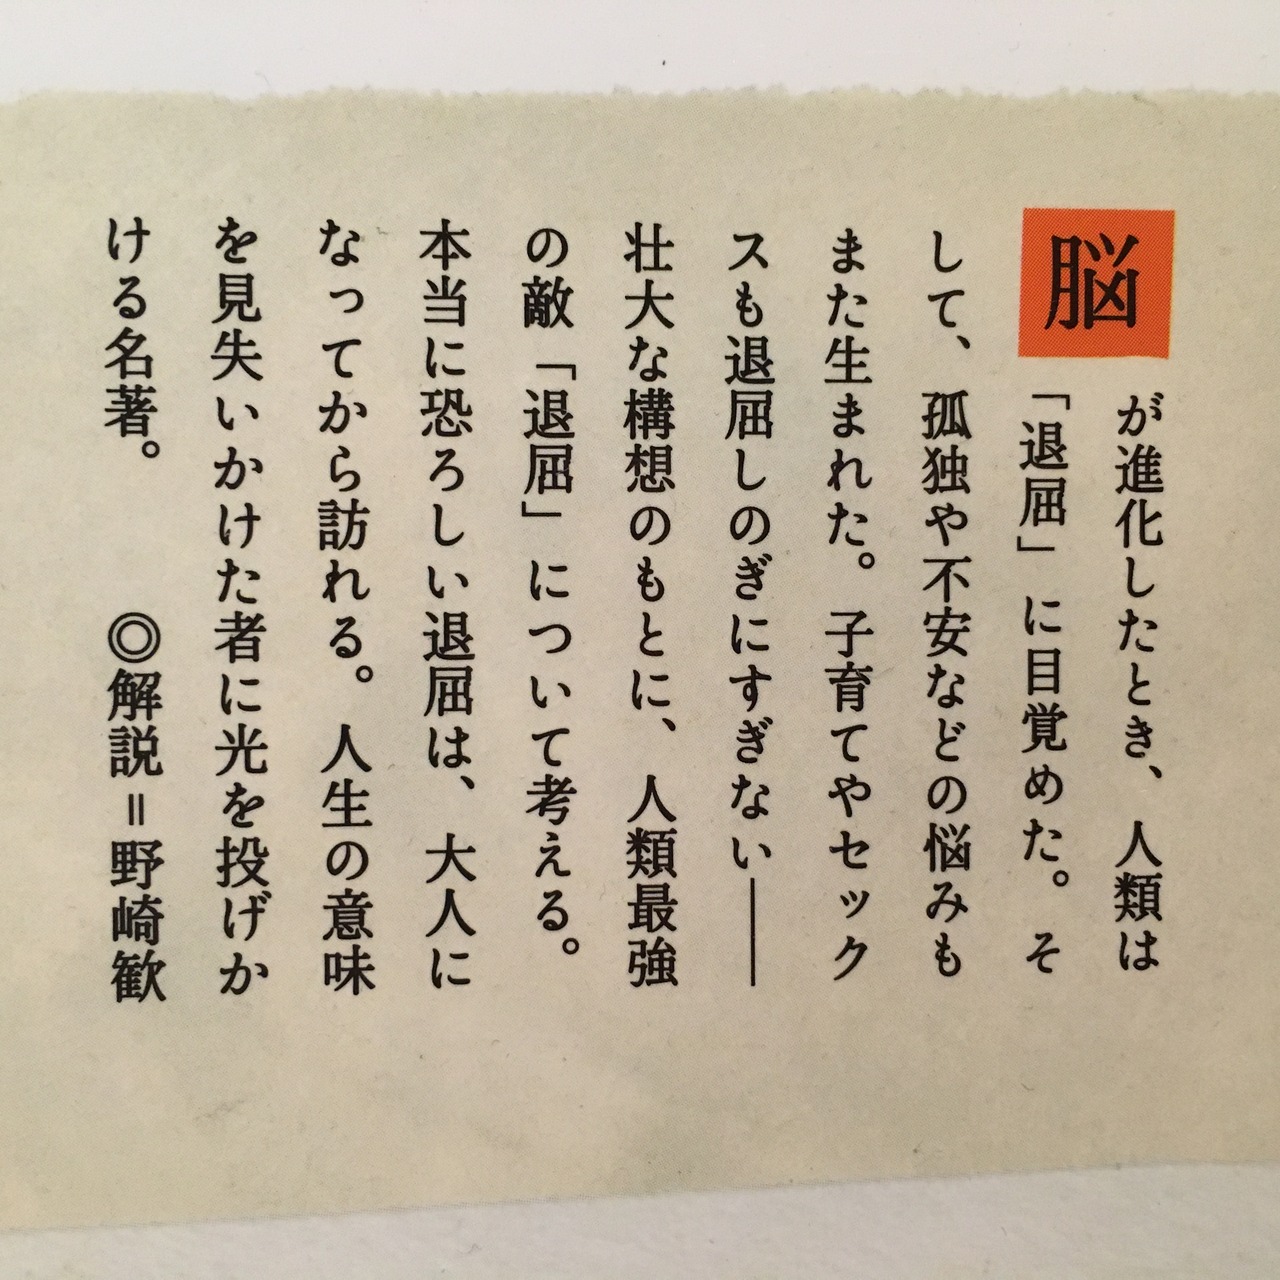 脳が進化したとき、人類は
「退屈」に目覚めた。そ
して、孤独や不安などの悩みも
また生まれた。子育てやセック
スも退屈しのぎにすぎない――
壮大な構想のもとに、人類最強
の敵「退屈」について考える。
本当に恐ろしい退屈は、大人に
なってから訪れる。人生の意味
を見失いかけた者に光を投げか
ける名著。　◎解説＝野崎歓